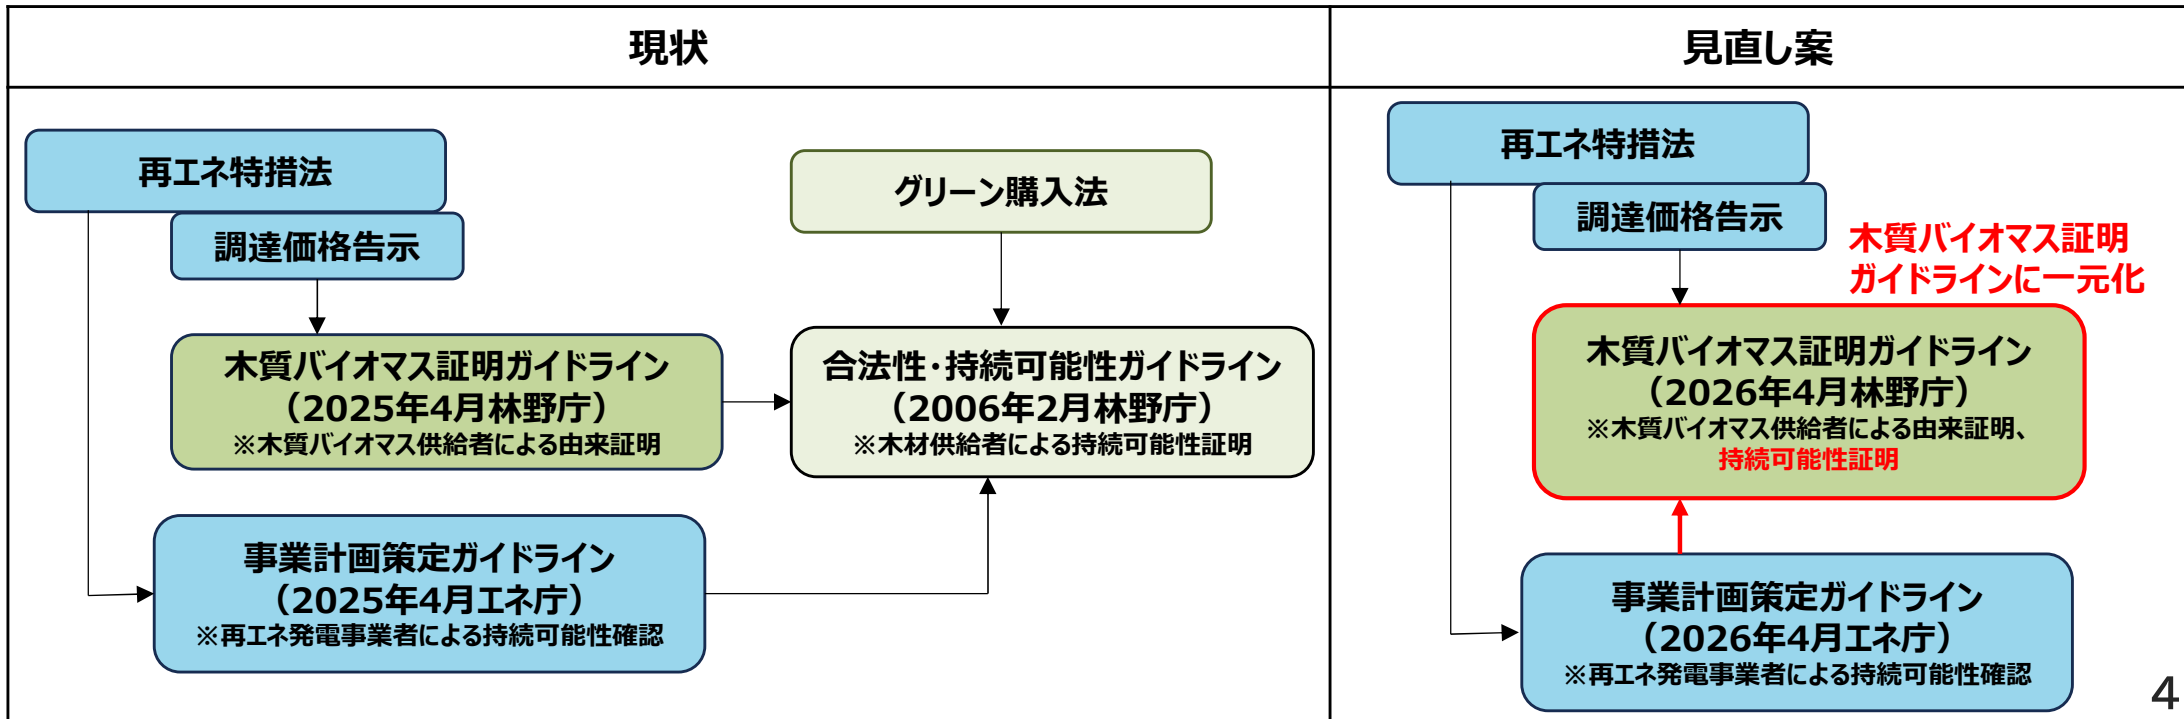 現状
再エネ特措法
調達価格告示
グリーン購入法
木質バイオマス証明ガイドライン
（2025年4月林野庁）
※木質バイオマス供給者による由来証明
合法性・持続可能性ガイドライン
（2006年2月林野庁）
※木材供給者による持続可能性証明
事業計画策定ガイドライン
（2025年4月エネ庁）
※再エネ発電事業者による持続可能性確認
見直し案
再エネ特措法
調達価格告示
木質バイオマス証明
ガイドラインに一元化
木質バイオマス証明ガイドライン
（2026年4月林野庁）
※木質バイオマス供給者による由来証明、
持続可能性証明
事業計画策定ガイドライン
（2026年4月エネ庁）
※再エネ発電事業者による持続可能性確認
4